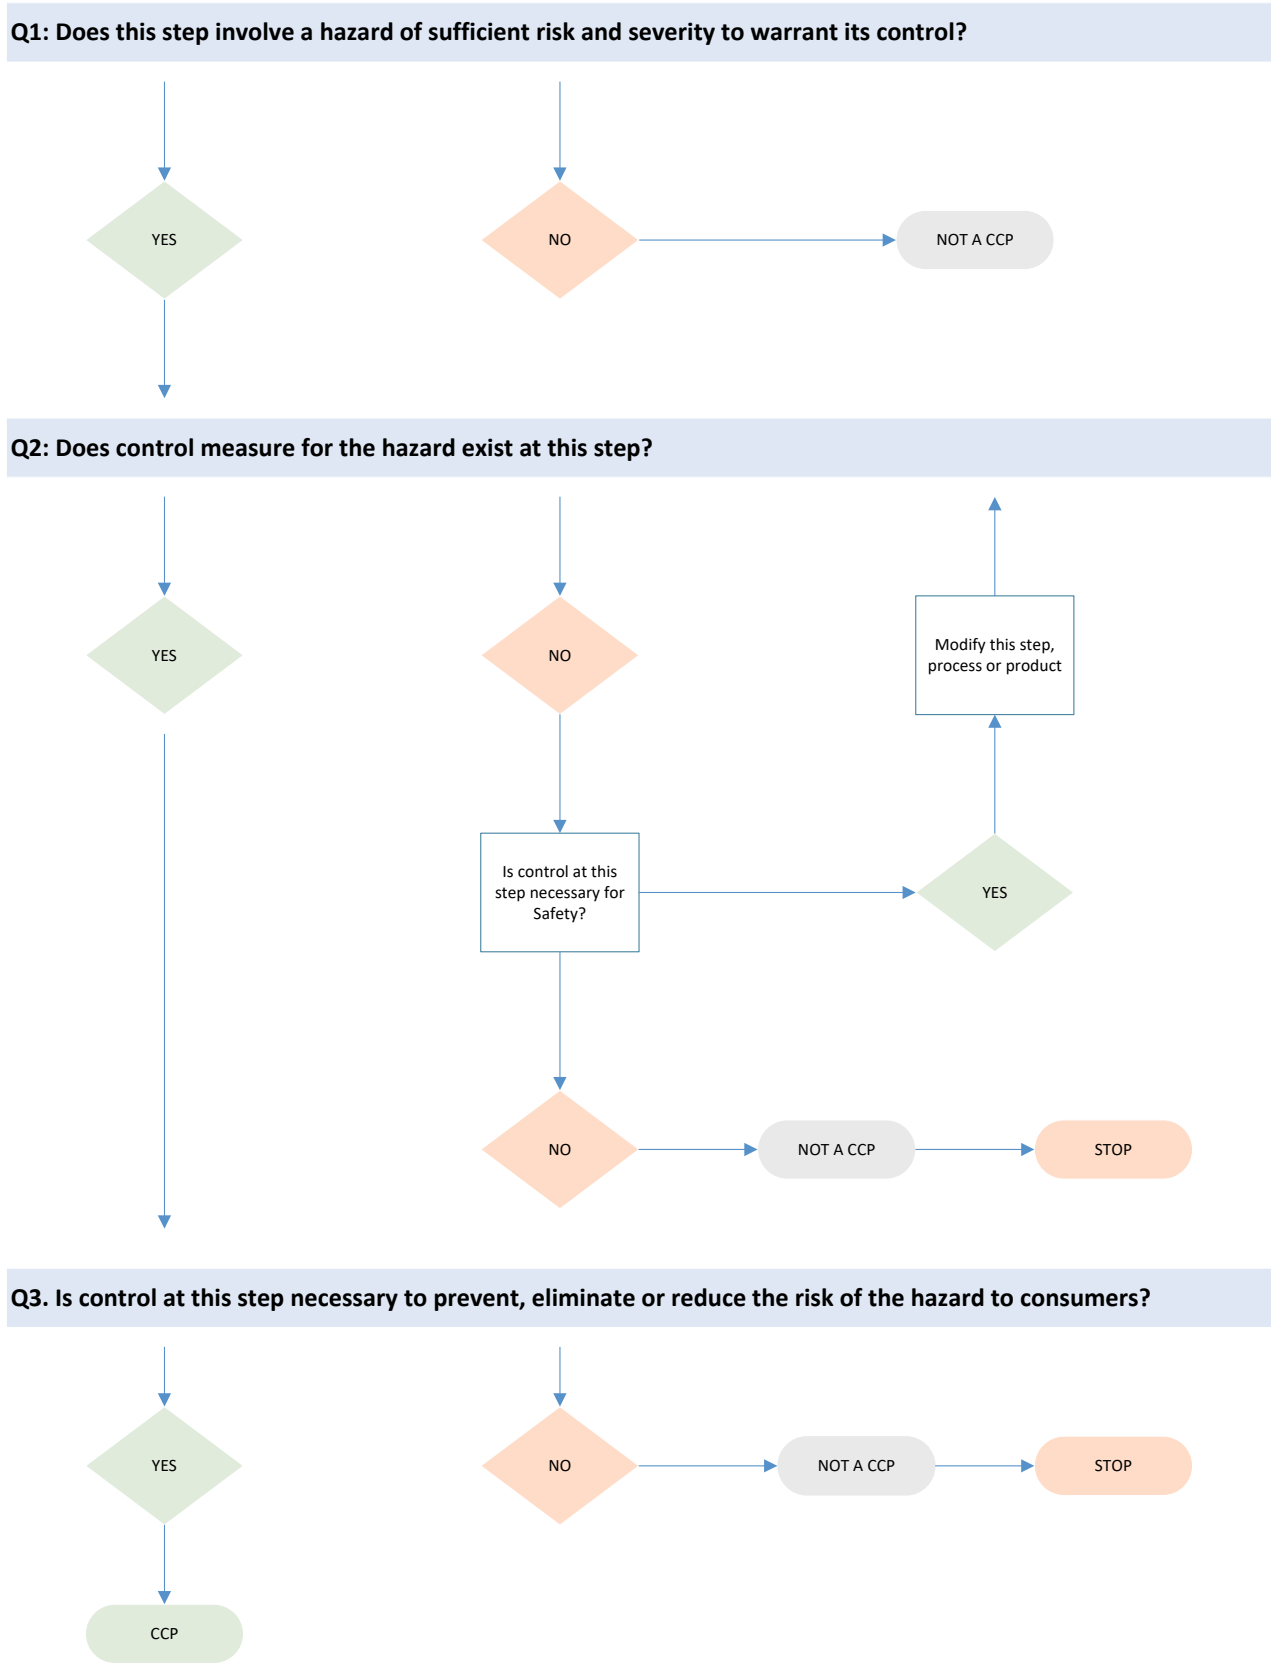 Q1: Does this step involve a hazard of sufficient risk and severity to warrant its control?
YES
NO
NOT A CCP
Q2: Does control measure for the hazard exist at this step?
YES
NO
Modify this step,
process or product
Is control at this
step necessary for
Safety?
YES
NO
NOT A CCP
STOP
Q3. Is control at this step necessary to prevent, eliminate or reduce the risk of the hazard to consumers?
YES
NO
NOT A CCP
STOP
CCP